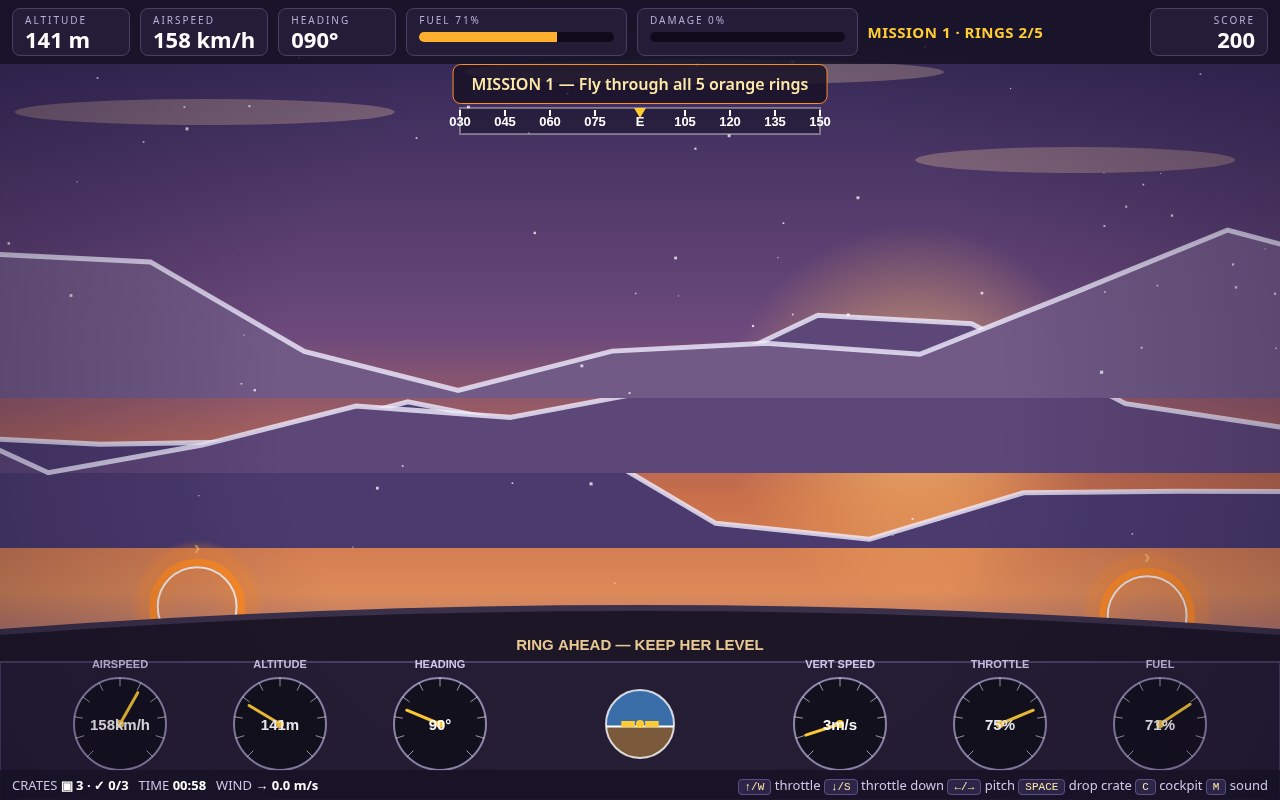 ALTITUDE
141 m
AIRSPEED
158 km/h
HEADING
090°
FUEL 71%
DAMAGE 0%
MISSION 1 · RINGS 2/5
SCORE
200
MISSION 1 — Fly through all 5 orange rings
030 045 060 075 E 105 120 135 150
RING AHEAD — KEEP HER LEVEL
AIRSPEED ALTITUDE HEADING VERT SPEED THROTTLE FUEL
158km/h 141m 90° 3m/s 75% 71%
CRATES ▣ 3 · ✓ 0/3 TIME 00:58 WIND → 0.0 m/s ↑/W throttle ↓/S throttle down ←/→ pitch SPACE drop crate C cockpit M sound